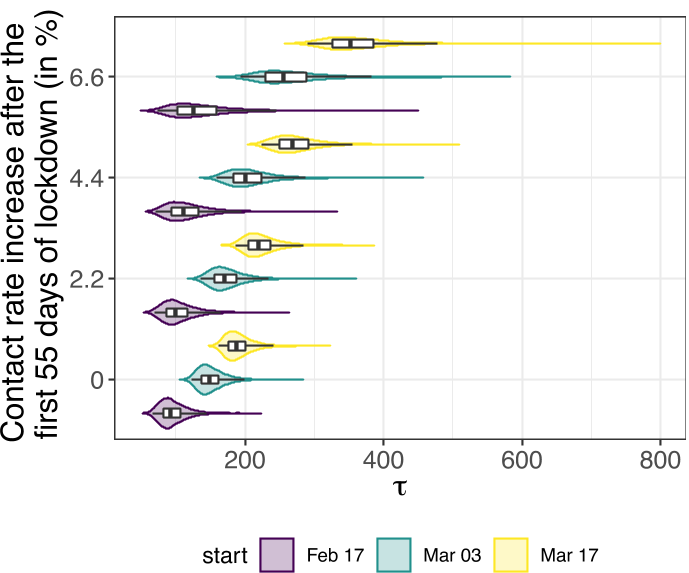 Contact rate increase after the
first 55 days of lockdown (in %)
6.6
4.4
2.2
0
200 400 600 800
τ
start Feb 17 Mar 03 Mar 17